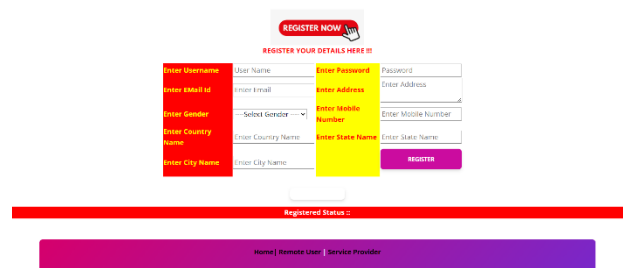 REGISTER NOW
REGISTER YOUR DETAILS HERE !!!
Enter Username User Name Enter Password Password
Enter EMail Id Enter Email Enter Address Enter Address
Enter Gender ---Select Gender --- Enter Mobile Number Enter Mobile Number
Enter Country Name Enter Country Name Enter State Name Enter State Name
Enter City Name Enter City Name REGISTER
Registered Status ::
Home| Remote User | Service Provider